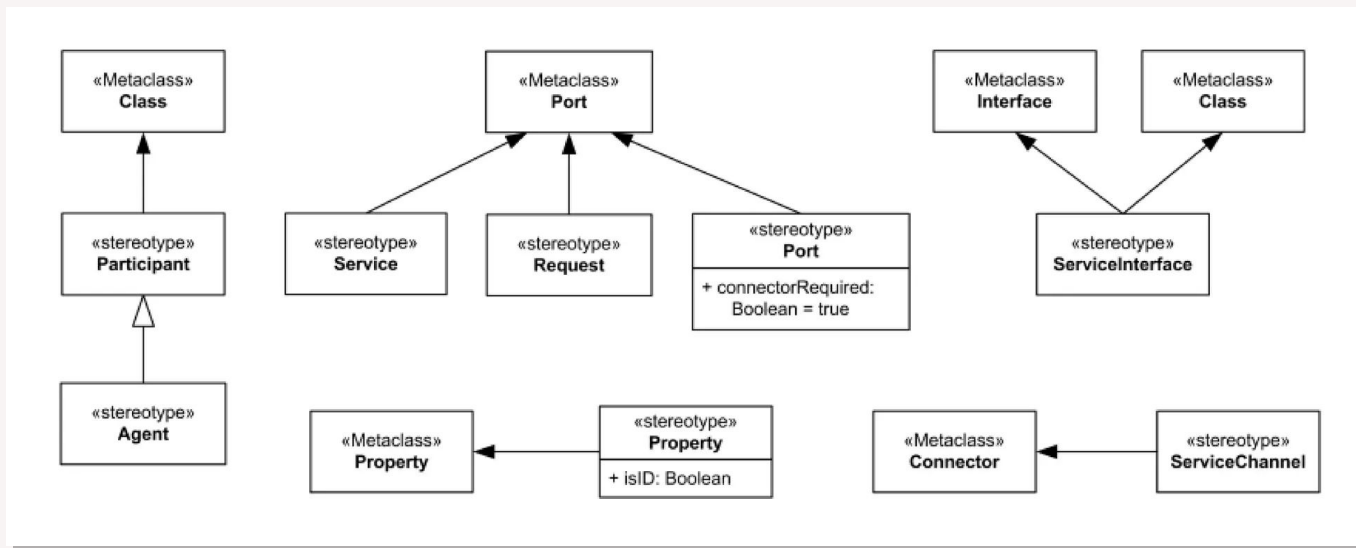 «Metaclass»
Class
«Metaclass»
Port
«Metaclass»
Interface
«Metaclass»
Class
«stereotype»
Participant
«stereotype»
Service
«stereotype»
Request
«stereotype»
Port
+ connectorRequired:
Boolean = true
«stereotype»
ServiceInterface
«stereotype»
Agent
«Metaclass»
Property
«stereotype»
Property
+ isID: Boolean
«Metaclass»
Connector
«stereotype»
ServiceChannel